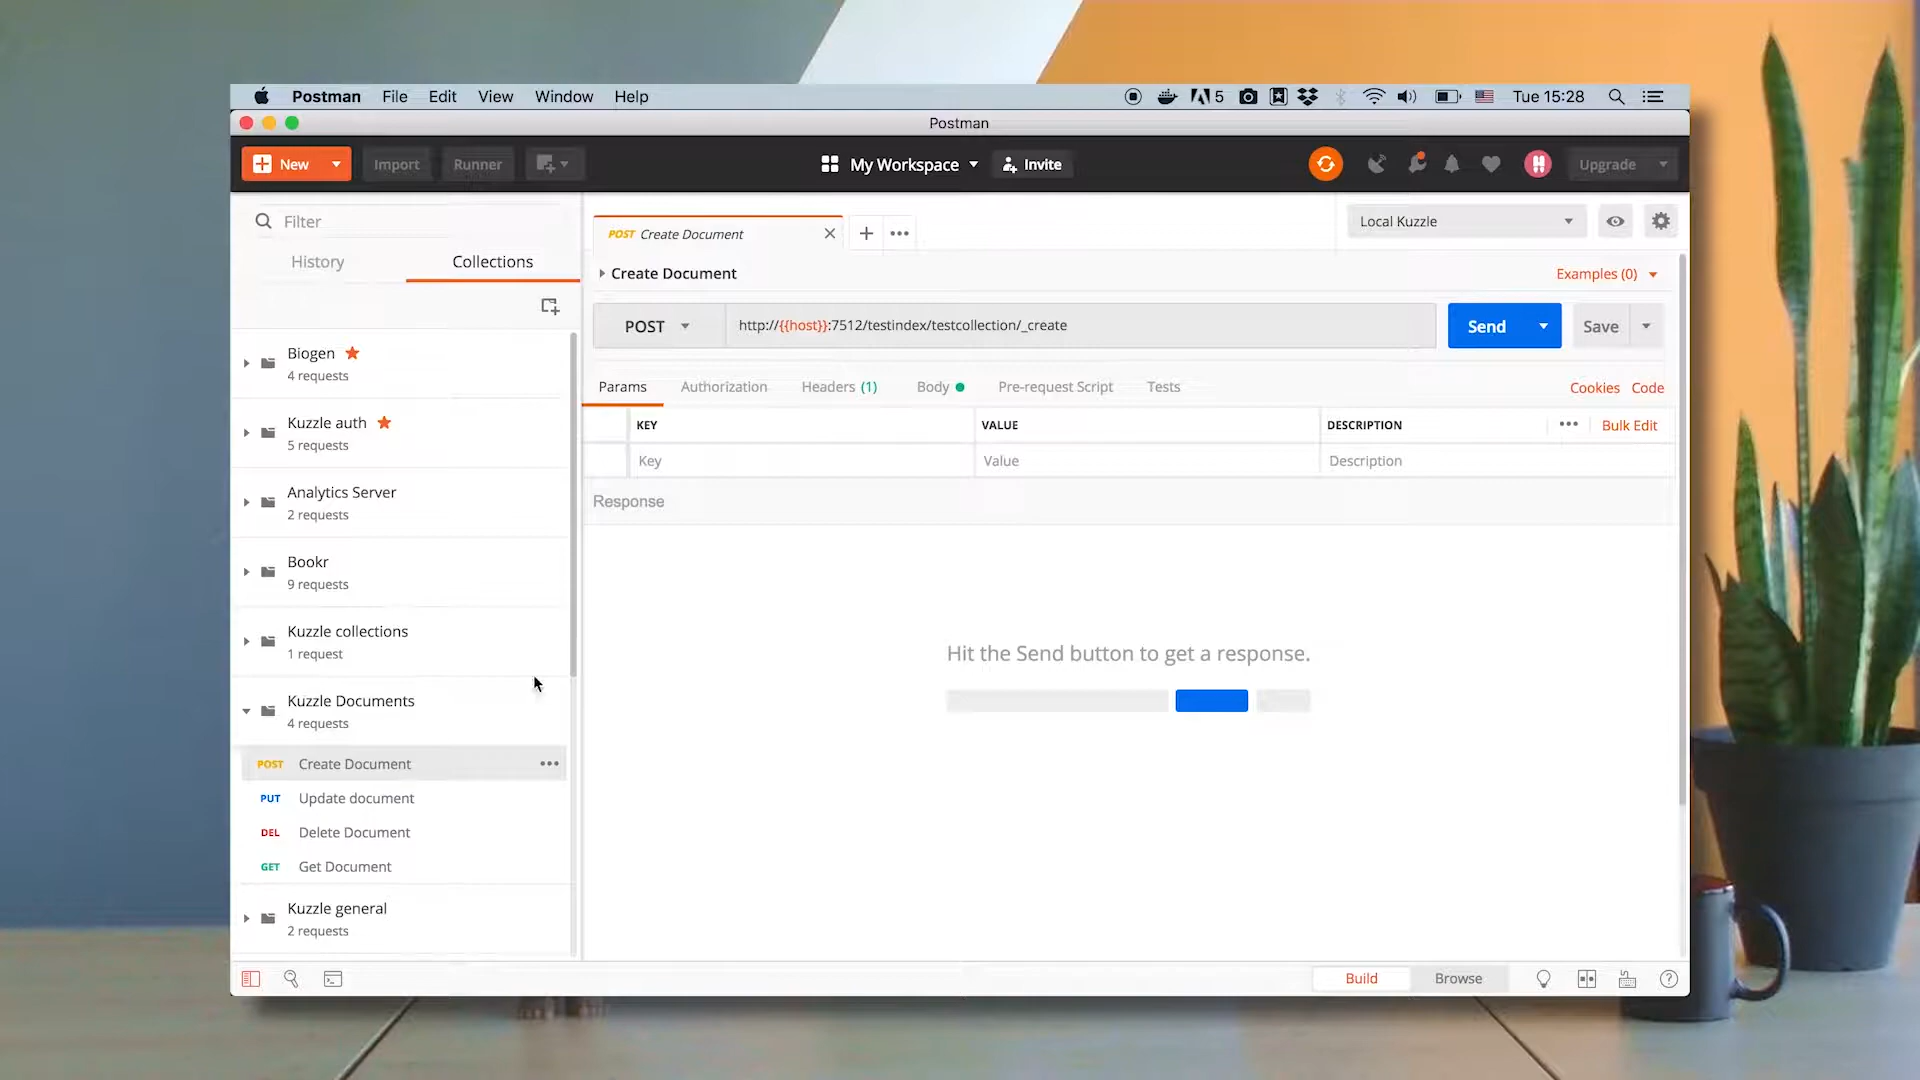 Postman File Edit View Window Help 5 Tue 15:28
Postman
New Import Runner My Workspace Invite Upgrade
Filter
History Collections
Biogen
4 requests
Kuzzle auth
5 requests
Analytics Server
2 requests
Bookr
9 requests
Kuzzle collections
1 request
Kuzzle Documents
4 requests
POST Create Document
PUT Update document
DEL Delete Document
GET Get Document
Kuzzle general
2 requests
POST Create Document
Local Kuzzle
Create Document
Examples (0)
POST http://{{host}}:7512/testindex/testcollection/_create Send Save
Params Authorization Headers (1) Body Pre-request Script Tests Cookies Code
KEY VALUE DESCRIPTION Bulk Edit
Key Value Description
Response
Hit the Send button to get a response.
Build Browse